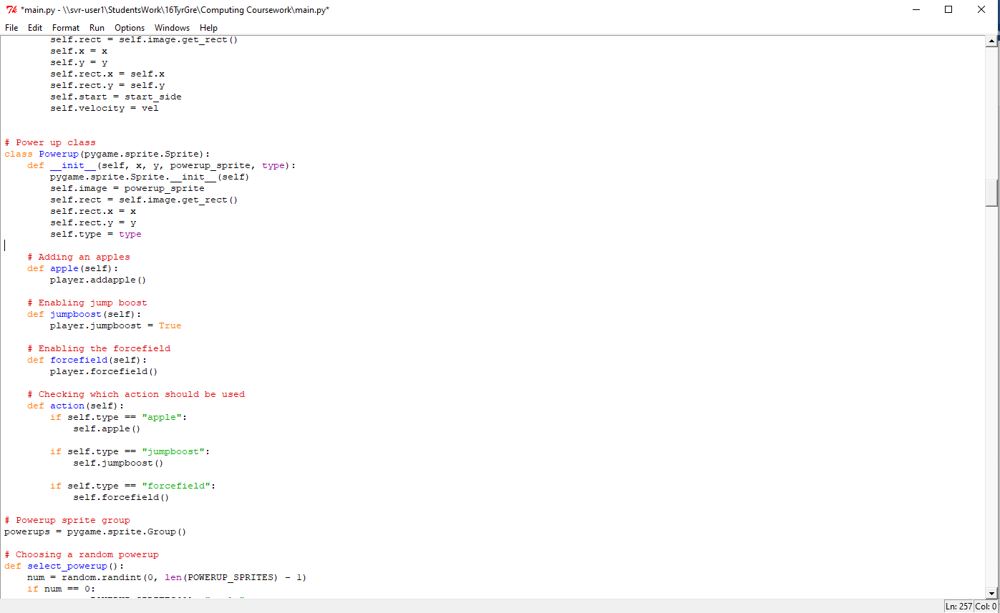 *main.py - \\svr-user1\StudentsWork\16TyrGre\Computing Coursework\main.py*
File Edit Format Run Options Windows Help
        self.rect = self.image.get_rect()
        self.x = x
        self.y = y
        self.rect.x = self.x
        self.rect.y = self.y
        self.start = start_side
        self.velocity = vel


# Power up class
class Powerup(pygame.sprite.Sprite):
    def __init__(self, x, y, powerup_sprite, type):
        pygame.sprite.Sprite.__init__(self)
        self.image = powerup_sprite
        self.rect = self.image.get_rect()
        self.rect.x = x
        self.rect.y = y
        self.type = type

    # Adding an apples
    def apple(self):
        player.addapple()

    # Enabling jump boost
    def jumpboost(self):
        player.jumpboost = True

    # Enabling the forcefield
    def forcefield(self):
        player.forcefield()

    # Checking which action should be used
    def action(self):
        if self.type == "apple":
            self.apple()

        if self.type == "jumpboost":
            self.jumpboost()

        if self.type == "forcefield":
            self.forcefield()

# Powerup sprite group
powerups = pygame.sprite.Group()

# Choosing a random powerup
def select_powerup():
    num = random.randint(0, len(POWERUP_SPRITES) - 1)
    if num == 0:
Ln: 257 Col: 0